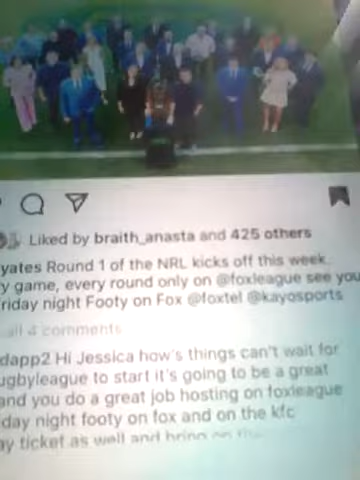 Liked by braith_anasta and 425 others
yates Round 1 of the NRL kicks off this week.
y game, every round only on @foxleague see you
riday night Footy on Fox @foxtel @kayosports
all 4 comments
dapp2 Hi Jessica how's things can't wait for
ugbyleague to start it's going to be a great
and you do a great job hosting on foxleague
day night footy on fox and on the kfc
ay ticket as well and bring on